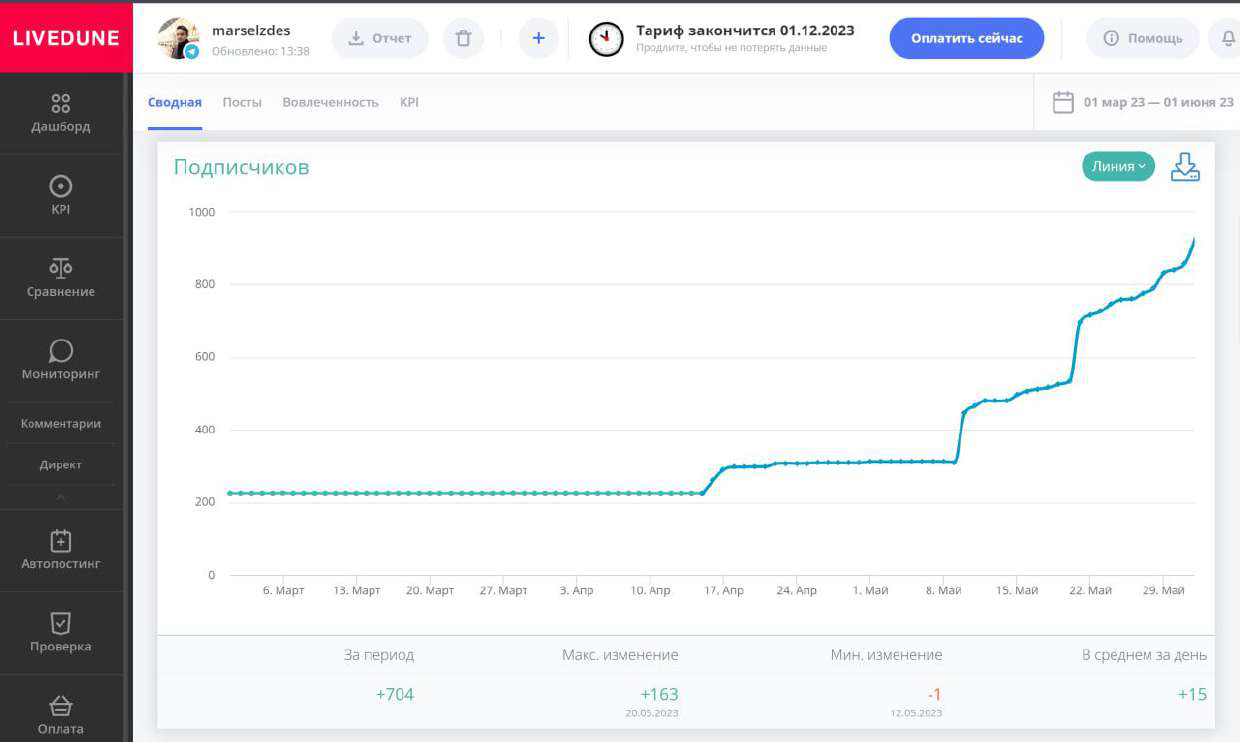 LIVEDUNE
marselzdes
Обновлено: 13:38
Отчет
Тариф закончится 01.12.2023
Продлите, чтобы не потерять данные
Оплатить сейчас
Помощь
Дашборд
KPI
Сравнение
Мониторинг
Комментарии
Директ
Автопостинг
Проверка
Оплата
Сводная Посты Вовлеченность KPI
01 мар 23 — 01 июня 23
Подписчиков
Линия
1000
800
600
400
200
0
6. Март 13. Март 20. Март 27. Март 3. Апр 10. Апр 17. Апр 24. Апр 1. Май 8. Май 15. Май 22. Май 29. Май
За период Макс. изменение Мин. изменение В среднем за день
+704 +163 -1 +15
20.05.2023 12.05.2023